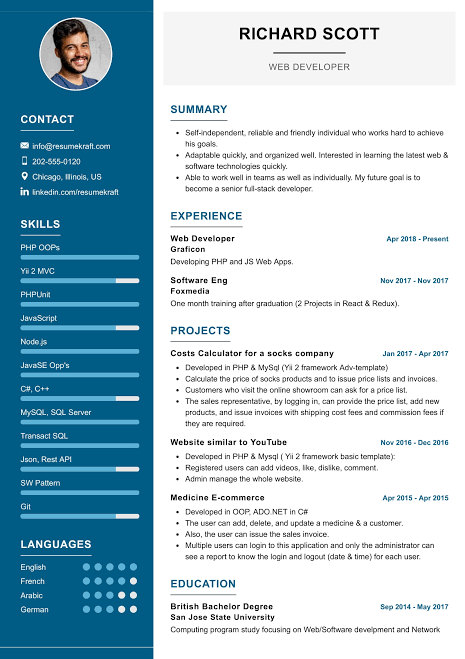 RICHARD SCOTT
WEB DEVELOPER
CONTACT
info@resumekraft.com
202-555-0120
Chicago, Illinois, US
linkedin.com/resumekraft
SKILLS
PHP OOPs
Yii 2 MVC
PHPUnit
JavaScript
Node.js
JavaSE Opp's
C#, C++
MySQL, SQL Server
Transact SQL
Json, Rest API
SW Pattern
Git
LANGUAGES
English
French
Arabic
German
SUMMARY
• Self-independent, reliable and friendly individual who works hard to achieve
his goals.
• Adaptable quickly, and organized well. Interested in learning the latest web &
software technologies quickly.
• Able to work well in teams as well as individually. My future goal is to
become a senior full-stack developer.
EXPERIENCE
Web Developer Apr 2018 - Present
Graficon
Developing PHP and JS Web Apps.
Software Eng Nov 2017 - Nov 2017
Foxmedia
One month training after graduation (2 Projects in React & Redux).
PROJECTS
Costs Calculator for a socks company Jan 2017 - Apr 2017
• Developed in PHP & MySql (Yii 2 framework Adv-template)
• Calculate the price of socks products and to issue price lists and invoices.
• Customers who visit the online showroom can ask for a price list.
• The sales representative, by logging in, can provide the price list, add new
products, and issue invoices with shipping cost fees and commission fees if
they are required.
Website similar to YouTube Nov 2016 - Dec 2016
• Developed in PHP & Mysql ( Yii 2 framework basic template):
• Registered users can add videos, like, dislike, comment.
• Admin manage the whole website.
Medicine E-commerce Apr 2015 - Apr 2015
• Developed in OOP, ADO.NET in C#
• The user can add, delete, and update a medicine & a customer.
• Also, the user can issue the sales invoice.
• Multiple users can login to this application and only the administrator can
see a report to know the login and logout (date & time) for each user.
EDUCATION
British Bachelor Degree Sep 2014 - May 2017
San Jose State University
Computing program study focusing on Web/Software develpment and Network